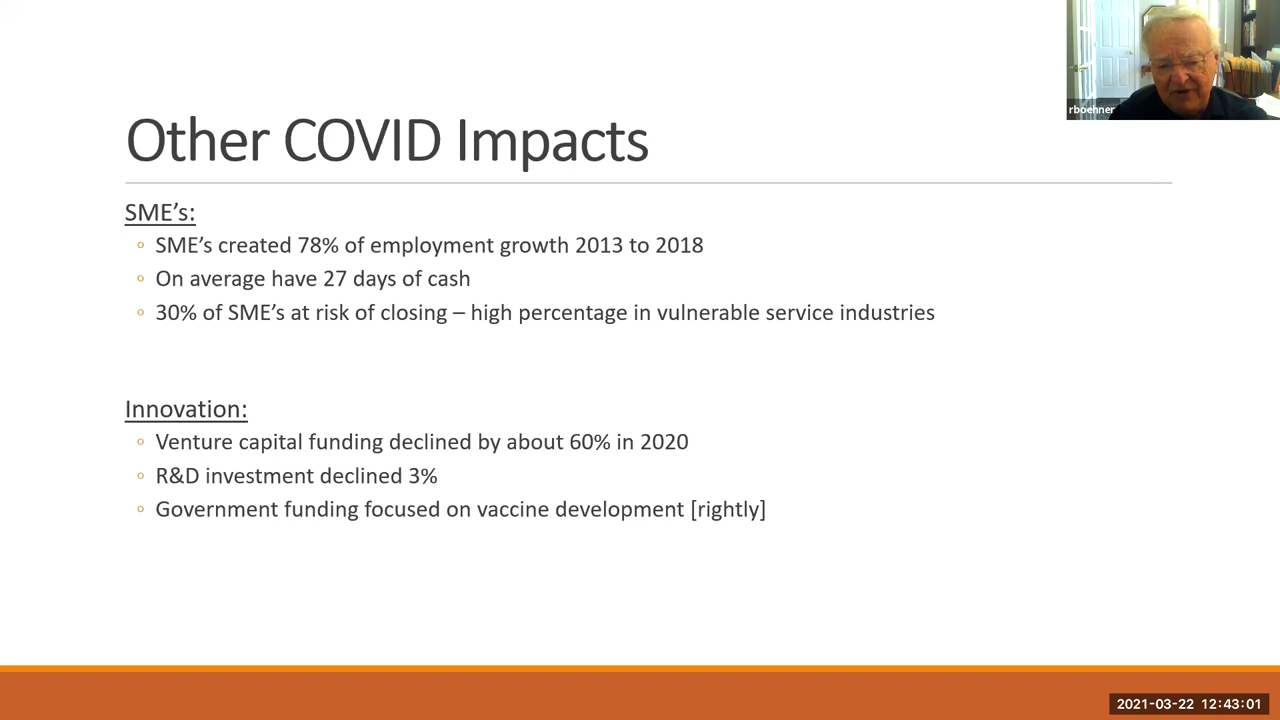 rboehner
Other COVID Impacts
SME’s:
◦ SME’s created 78% of employment growth 2013 to 2018
◦ On average have 27 days of cash
◦ 30% of SME’s at risk of closing – high percentage in vulnerable service industries
Innovation:
◦ Venture capital funding declined by about 60% in 2020
◦ R&D investment declined 3%
◦ Government funding focused on vaccine development [rightly]
2021-03-22 12:43:01